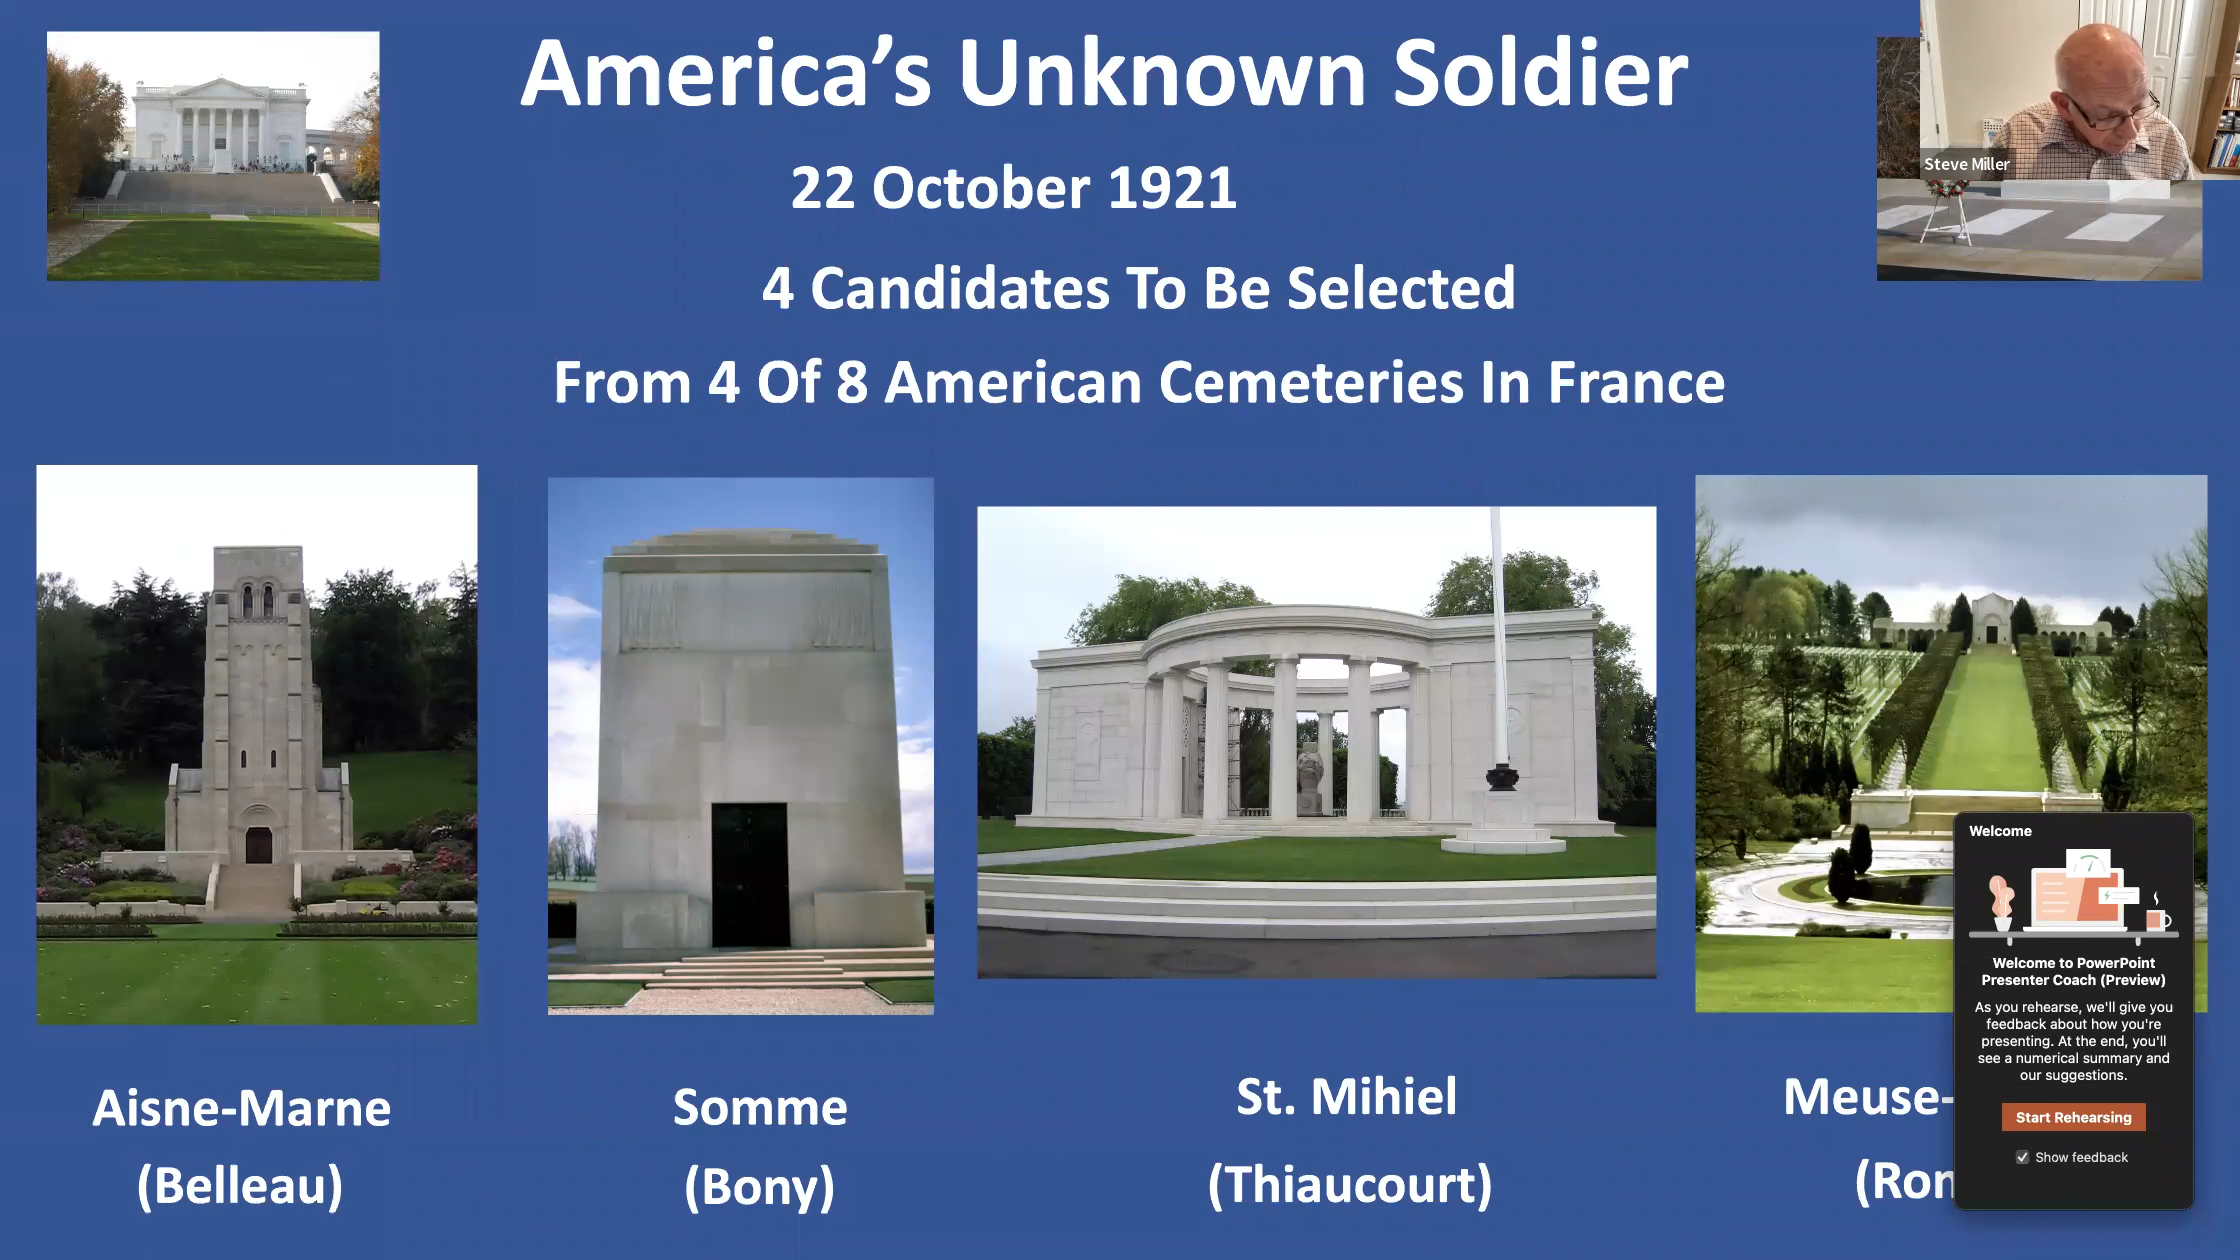 America’s Unknown Soldier
22 October 1921
4 Candidates To Be Selected
From 4 Of 8 American Cemeteries In France
Steve Miller
Aisne-Marne
(Belleau)
Somme
(Bony)
St. Mihiel
(Thiaucourt)
Meuse-
(Ron
Welcome
Welcome to PowerPoint
Presenter Coach (Preview)
As you rehearse, we'll give you
feedback about how you're
presenting. At the end, you'll
see a numerical summary and
our suggestions.
Start Rehearsing
Show feedback